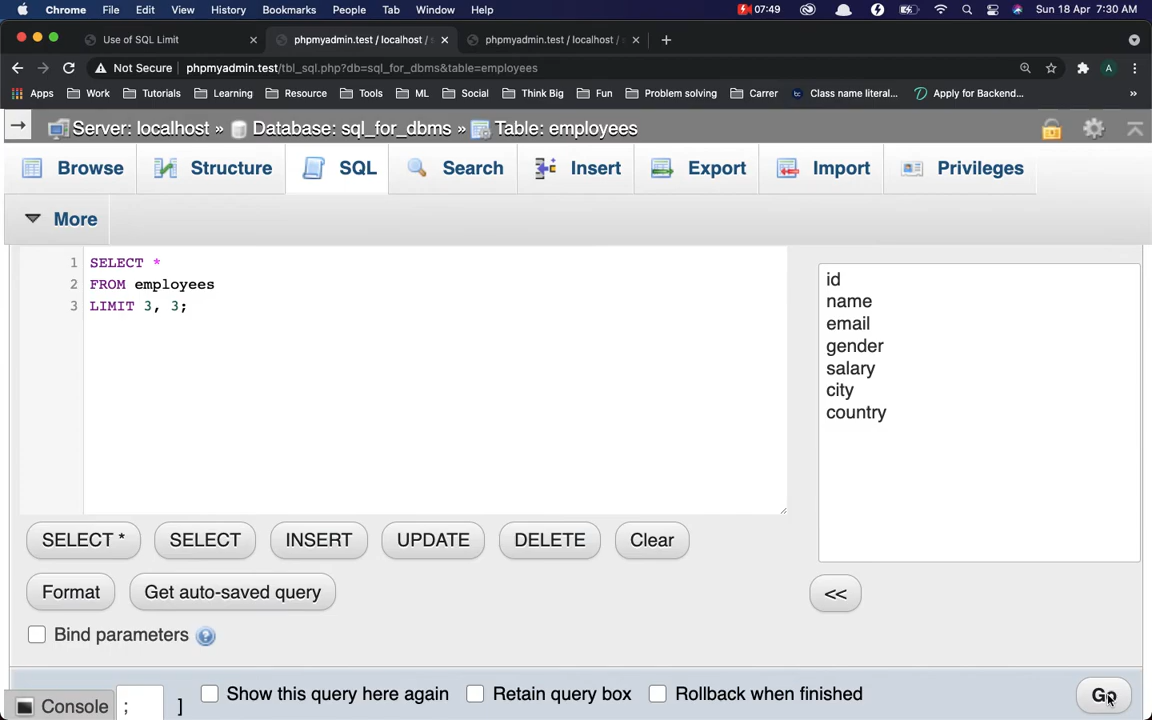 Chrome File Edit View History Bookmarks People Tab Window Help 07:49 Sun 18 Apr 7:30 AM
Use of SQL Limit phpmyadmin.test / localhost / phpmyadmin.test / localhost /
Not Secure phpmyadmin.test/tbl_sql.php?db=sql_for_dbms&table=employees A
Apps Work Tutorials Learning Resource Tools ML Social Think Big Fun Problem solving Carrer Class name literal... Apply for Backend... »
Server: localhost » Database: sql_for_dbms » Table: employees
Browse Structure SQL Search Insert Export Import Privileges
More
1 SELECT *
2 FROM employees
3 LIMIT 3, 3;
id
name
email
gender
salary
city
country
SELECT * SELECT INSERT UPDATE DELETE Clear
Format Get auto-saved query <<
Bind parameters
Console ; ] Show this query here again Retain query box Rollback when finished Go